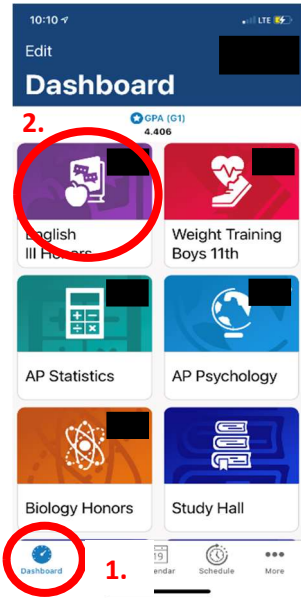 10:10
LTE
Edit
Dashboard
2.
GPA (G1)
4.406
English
III Honors
Weight Training
Boys 11th
AP Statistics
AP Psychology
Biology Honors
Study Hall
Dashboard
1.
19
endar
Schedule
More